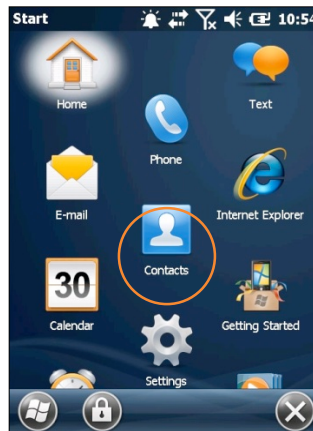 Start 10:54
Home
Text
Phone
E-mail
Internet Explorer
Contacts
30
Calendar
Getting Started
Settings